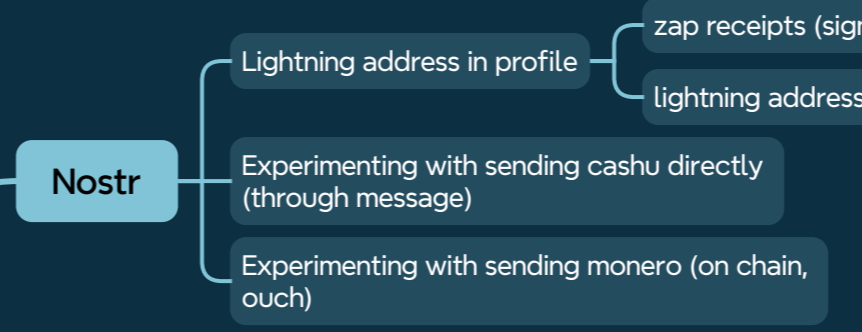 zap receipts
Lightning address in profile
lightning address
Nostr
Experimenting with sending cashu directly
(through message)
Experimenting with sending monero (on chain,
ouch)